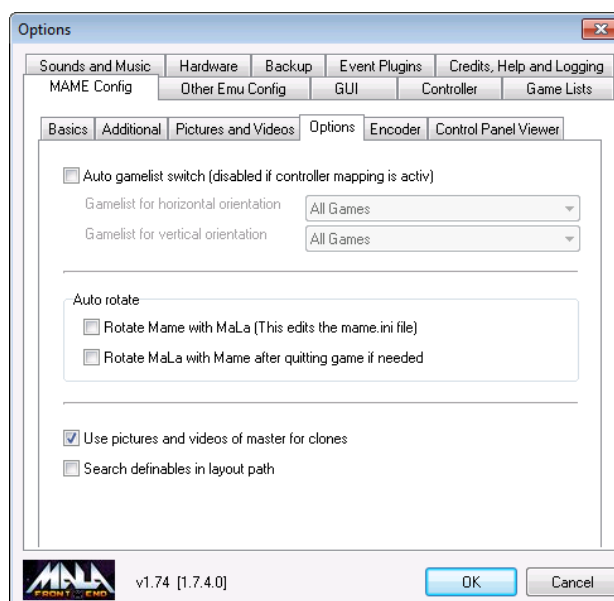 Options
Sounds and Music Hardware Backup Event Plugins Credits, Help and Logging
MAME Config Other Emu Config GUI Controller Game Lists
Basics Additional Pictures and Videos Options Encoder Control Panel Viewer
Auto gamelist switch (disabled if controller mapping is activ)
Gamelist for horizontal orientation All Games
Gamelist for vertical orientation All Games
Auto rotate
Rotate Mame with MaLa (This edits the mame.ini file)
Rotate MaLa with Mame after quitting game if needed
Use pictures and videos of master for clones
Search definables in layout path
MALA
FRONT END
v1.74 [1.7.4.0]
OK Cancel